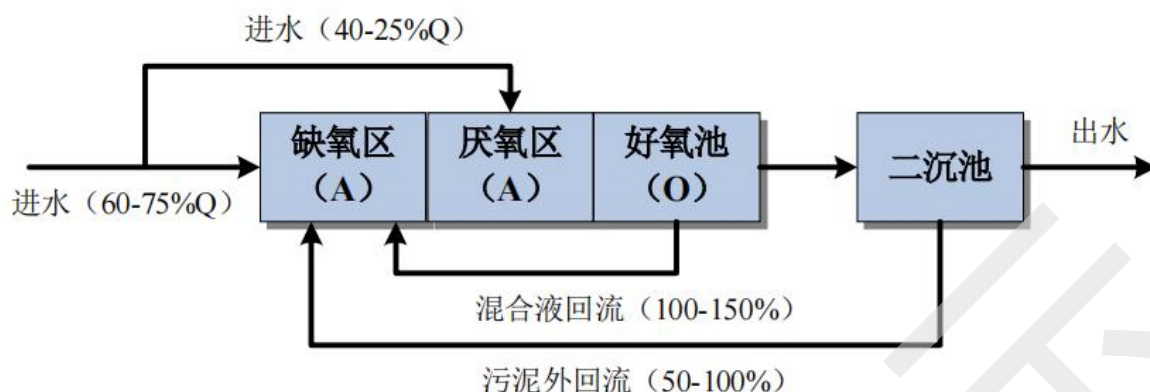 进水（40-25%Q）
缺氧区
（A）
厌氧区
（A）
好氧池
（O）
二沉池
出水
进水（60-75%Q）
混合液回流（100-150%）
污泥外回流（50-100%）